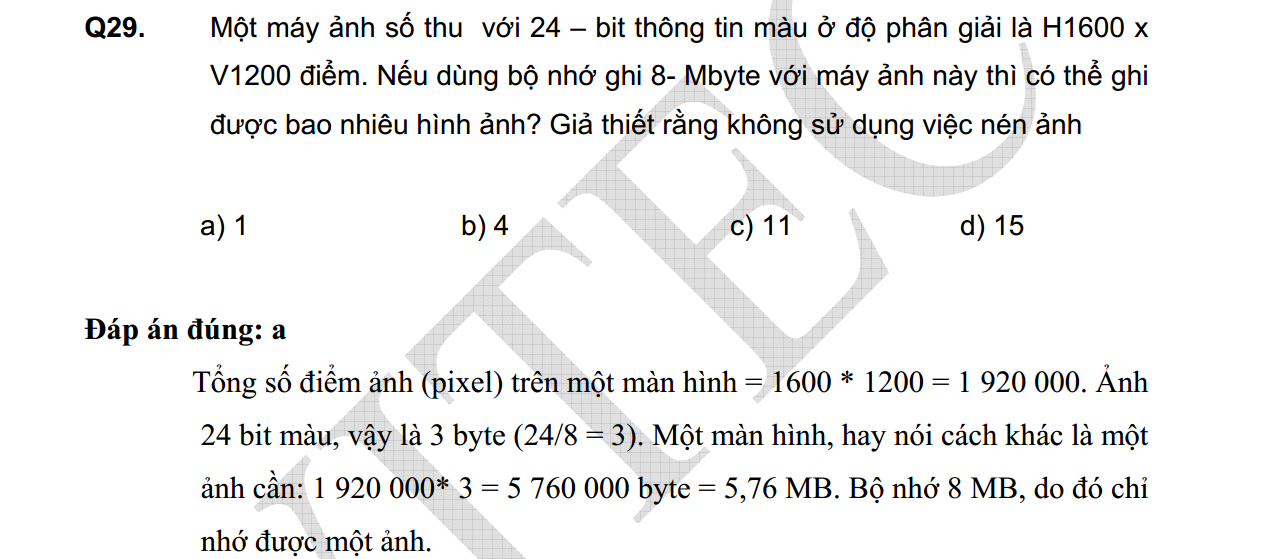 Q29. Một máy ảnh số thu với 24 – bit thông tin màu ở độ phân giải là H1600 x
V1200 điểm. Nếu dùng bộ nhớ ghi 8- Mbyte với máy ảnh này thì có thể ghi
được bao nhiêu hình ảnh? Giả thiết rằng không sử dụng việc nén ảnh
a) 1 b) 4 c) 11 d) 15
Đáp án đúng: a
Tổng số điểm ảnh (pixel) trên một màn hình = 1600 * 1200 = 1 920 000. Ảnh
24 bit màu, vậy là 3 byte (24/8 = 3). Một màn hình, hay nói cách khác là một
ảnh cần: 1 920 000* 3 = 5 760 000 byte = 5,76 MB. Bộ nhớ 8 MB, do đó chỉ
nhớ được một ảnh.